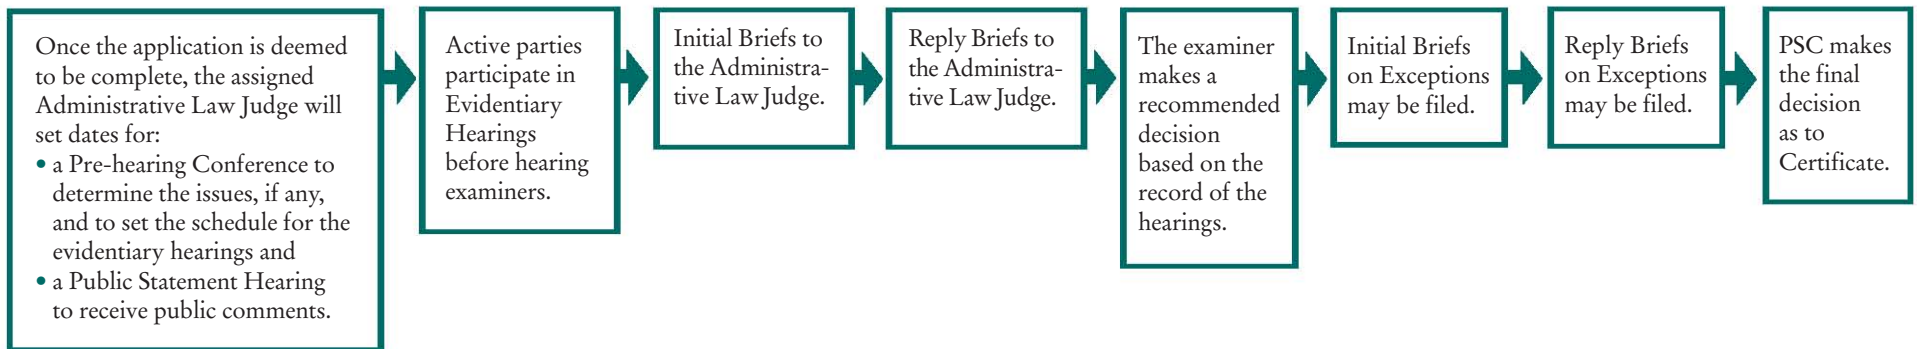 Once the application is deemed
to be complete, the assigned
Administrative Law Judge will
set dates for:
• a Pre-hearing Conference to
determine the issues, if any,
and to set the schedule for the
evidentiary hearings and
• a Public Statement Hearing
to receive public comments.
Active parties
participate in
Evidentiary
Hearings
before hearing
examiners.
Initial Briefs to
the Administra-
tive Law Judge.
Reply Briefs to
the Administra-
tive Law Judge.
The examiner
makes a
recommended
decision
based on the
record of the
hearings.
Initial Briefs
on Exceptions
may be filed.
Reply Briefs
on Exceptions
may be filed.
PSC makes
the final
decision
as to
Certificate.